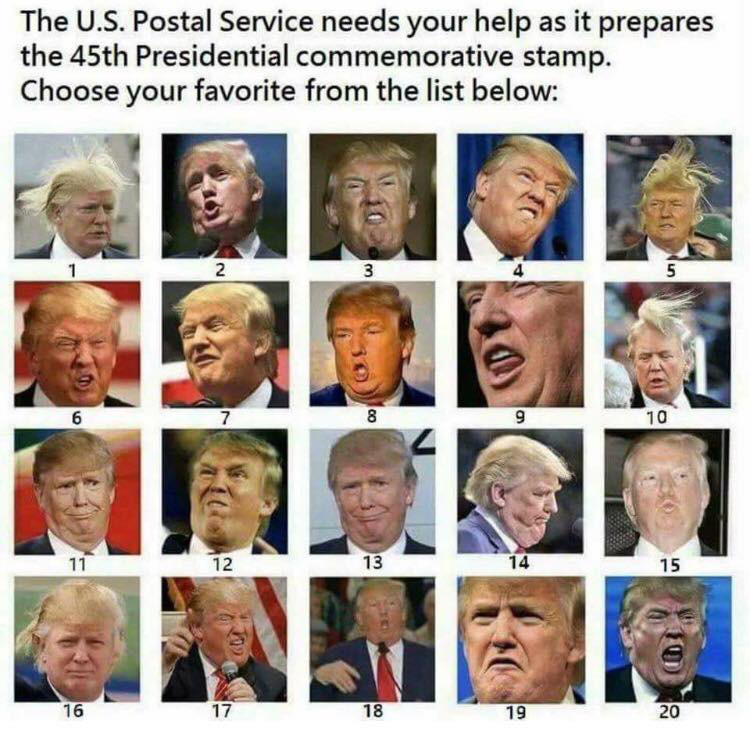 The U.S. Postal Service needs your help as it prepares
the 45th Presidential commemorative stamp.
Choose your favorite from the list below:
1 2 3 4 5
6 7 8 9 10
11 12 13 14 15
16 17 18 19 20